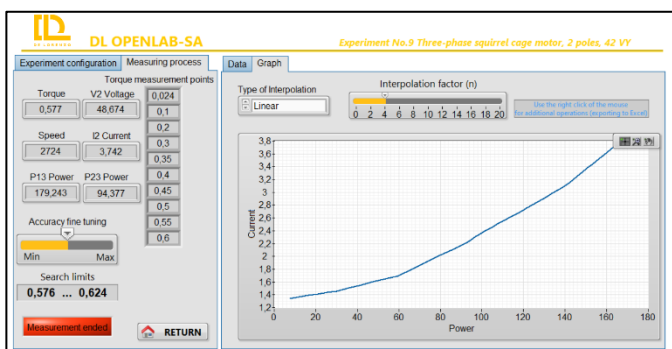 DE LORENZO
DL OPENLAB-SA
Experiment No.9 Three-phase squirrel cage motor, 2 poles, 42 VY
Experiment configuration
Measuring process
Torque measurement points
Torque
V2 Voltage
0,577
48,674
Speed
I2 Current
2724
3,742
P13 Power
P23 Power
179,243
94,377
0,024
0,1
0,2
0,3
0,35
0,4
0,45
0,5
0,55
0,6
Accuracy fine tuning
Min
Max
Search limits
0,576 ... 0,624
Measurement ended
RETURN
Data
Graph
Type of Interpolation
Linear
Interpolation factor (n)
0 2 4 6 8 10 12 14 16 18 20
Use the right click of the mouse
for additional operations (exporting to Excel)
Current
3,8
3,6
3,4
3,2
3
2,8
2,6
2,4
2,2
2
1,8
1,6
1,4
1,2
0 20 40 60 80 100 120 140 160 180
Power